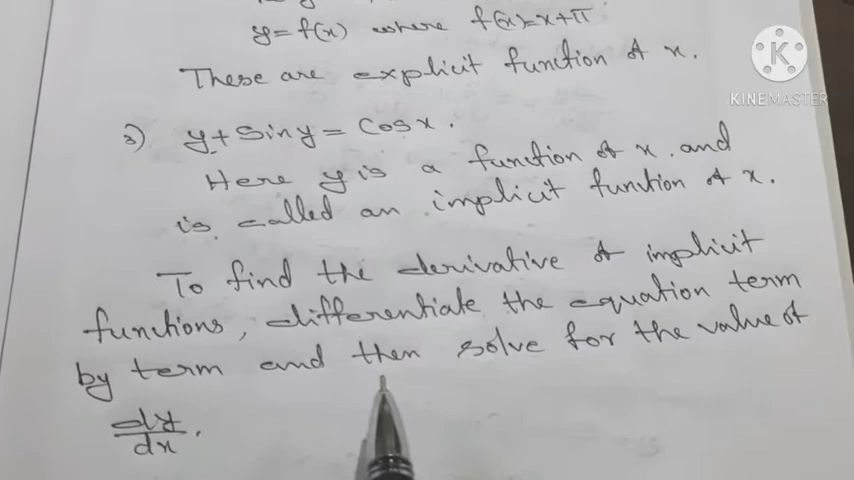 y = f(x) where f(x)=x+π
These are explicit function of x.
3) y + Sin y = Cos x.
Here y is a function of x. and
is called an implicit function of x.
To find the derivative of implicit
functions, differentiate the equation term
by term and then solve for the value of
dy/dx.
KINEMASTER